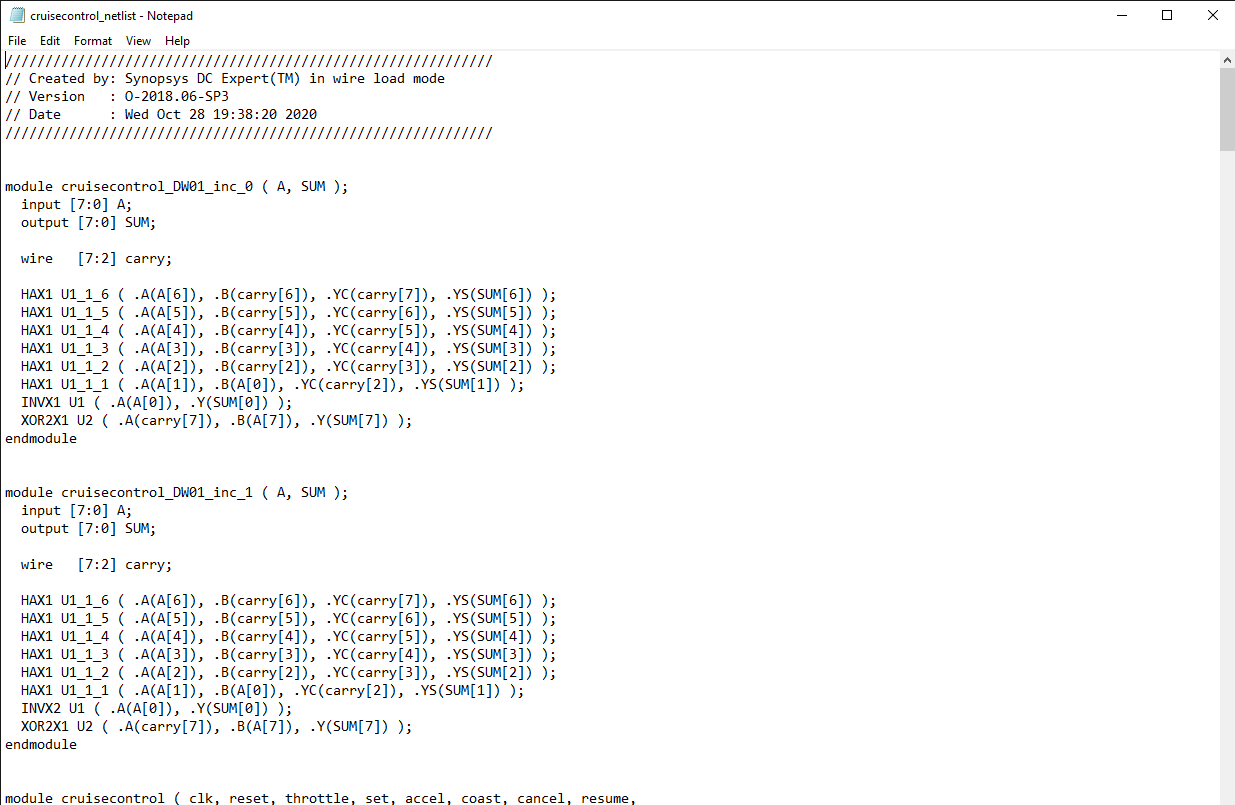 cruisecontrol_netlist - Notepad
File Edit Format View Help
/////////////////////////////////////////////////////////////
// Created by: Synopsys DC Expert(TM) in wire load mode
// Version   : O-2018.06-SP3
// Date      : Wed Oct 28 19:38:20 2020
/////////////////////////////////////////////////////////////
module cruisecontrol_DW01_inc_0 ( A, SUM );
  input [7:0] A;
  output [7:0] SUM;
  wire   [7:2] carry;
  HAX1 U1_1_6 ( .A(A[6]), .B(carry[6]), .YC(carry[7]), .YS(SUM[6]) );
  HAX1 U1_1_5 ( .A(A[5]), .B(carry[5]), .YC(carry[6]), .YS(SUM[5]) );
  HAX1 U1_1_4 ( .A(A[4]), .B(carry[4]), .YC(carry[5]), .YS(SUM[4]) );
  HAX1 U1_1_3 ( .A(A[3]), .B(carry[3]), .YC(carry[4]), .YS(SUM[3]) );
  HAX1 U1_1_2 ( .A(A[2]), .B(carry[2]), .YC(carry[3]), .YS(SUM[2]) );
  HAX1 U1_1_1 ( .A(A[1]), .B(A[0]), .YC(carry[2]), .YS(SUM[1]) );
  INVX1 U1 ( .A(A[0]), .Y(SUM[0]) );
  XOR2X1 U2 ( .A(carry[7]), .B(A[7]), .Y(SUM[7]) );
endmodule
module cruisecontrol_DW01_inc_1 ( A, SUM );
  input [7:0] A;
  output [7:0] SUM;
  wire   [7:2] carry;
  HAX1 U1_1_6 ( .A(A[6]), .B(carry[6]), .YC(carry[7]), .YS(SUM[6]) );
  HAX1 U1_1_5 ( .A(A[5]), .B(carry[5]), .YC(carry[6]), .YS(SUM[5]) );
  HAX1 U1_1_4 ( .A(A[4]), .B(carry[4]), .YC(carry[5]), .YS(SUM[4]) );
  HAX1 U1_1_3 ( .A(A[3]), .B(carry[3]), .YC(carry[4]), .YS(SUM[3]) );
  HAX1 U1_1_2 ( .A(A[2]), .B(carry[2]), .YC(carry[3]), .YS(SUM[2]) );
  HAX1 U1_1_1 ( .A(A[1]), .B(A[0]), .YC(carry[2]), .YS(SUM[1]) );
  INVX2 U1 ( .A(A[0]), .Y(SUM[0]) );
  XOR2X1 U2 ( .A(carry[7]), .B(A[7]), .Y(SUM[7]) );
endmodule
module cruisecontrol ( clk, reset, throttle, set, accel, coast, cancel, resume,